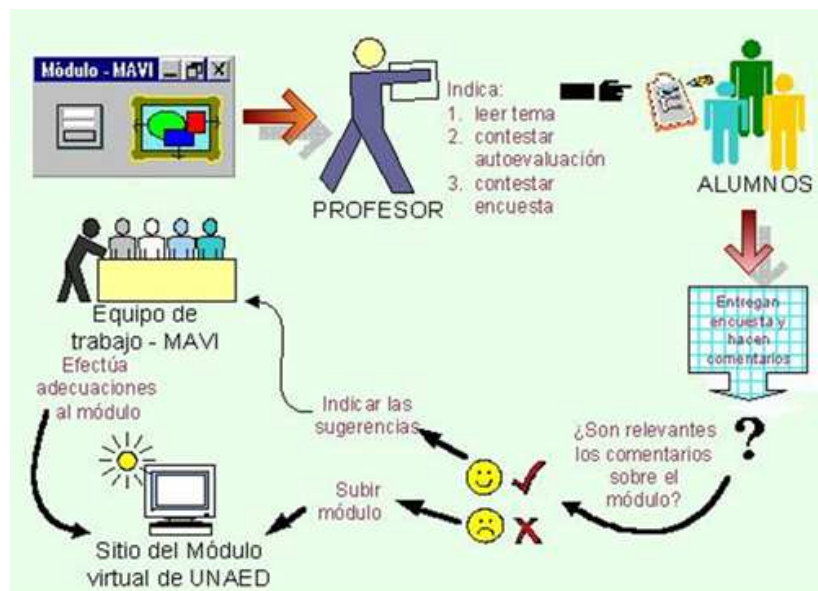 Módulo - MAVI
Indica:
1. leer tema
2. contestar
autoevaluación
3. contestar
encuesta
PROFESOR
ALUMNOS
Entregan
encuesta y
hacen
comentarios
¿Son relevantes
los comentarios
sobre el
módulo?
?
Indicar las
sugerencias
Subir
módulo
Equipo de
trabajo - MAVI
Efectúa
adecuaciones
al módulo
Sitio del Módulo
virtual de UNAED